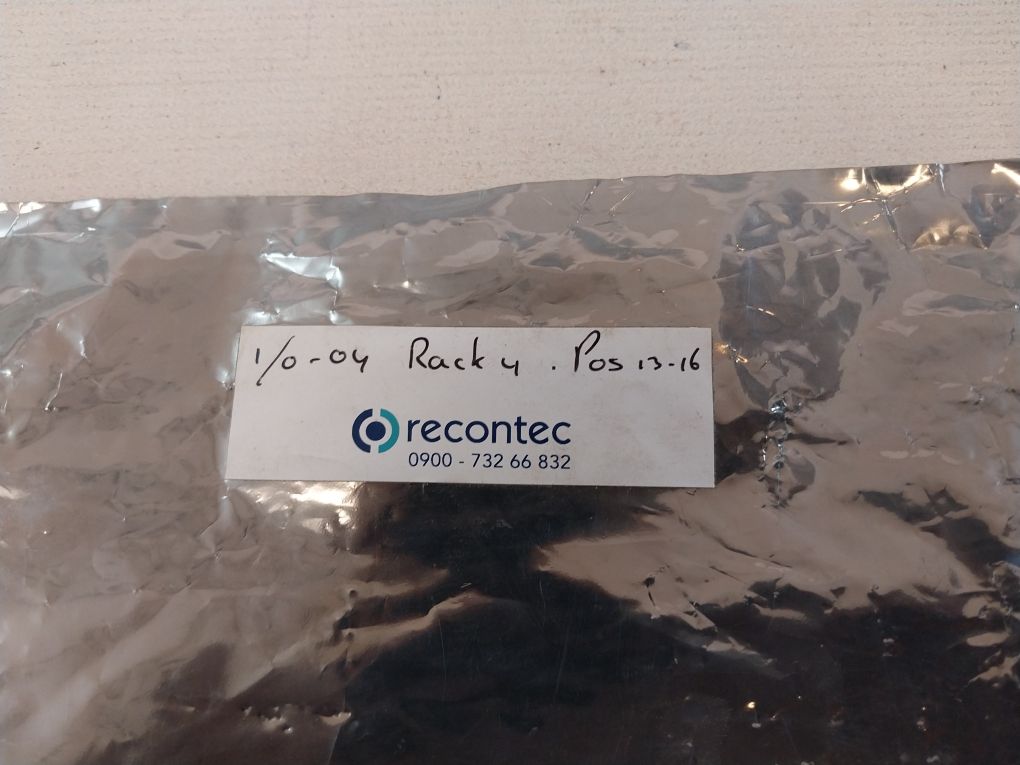 I/O-04 Rack 4 . Pos 13-16
recontec
0900 - 732 66 832